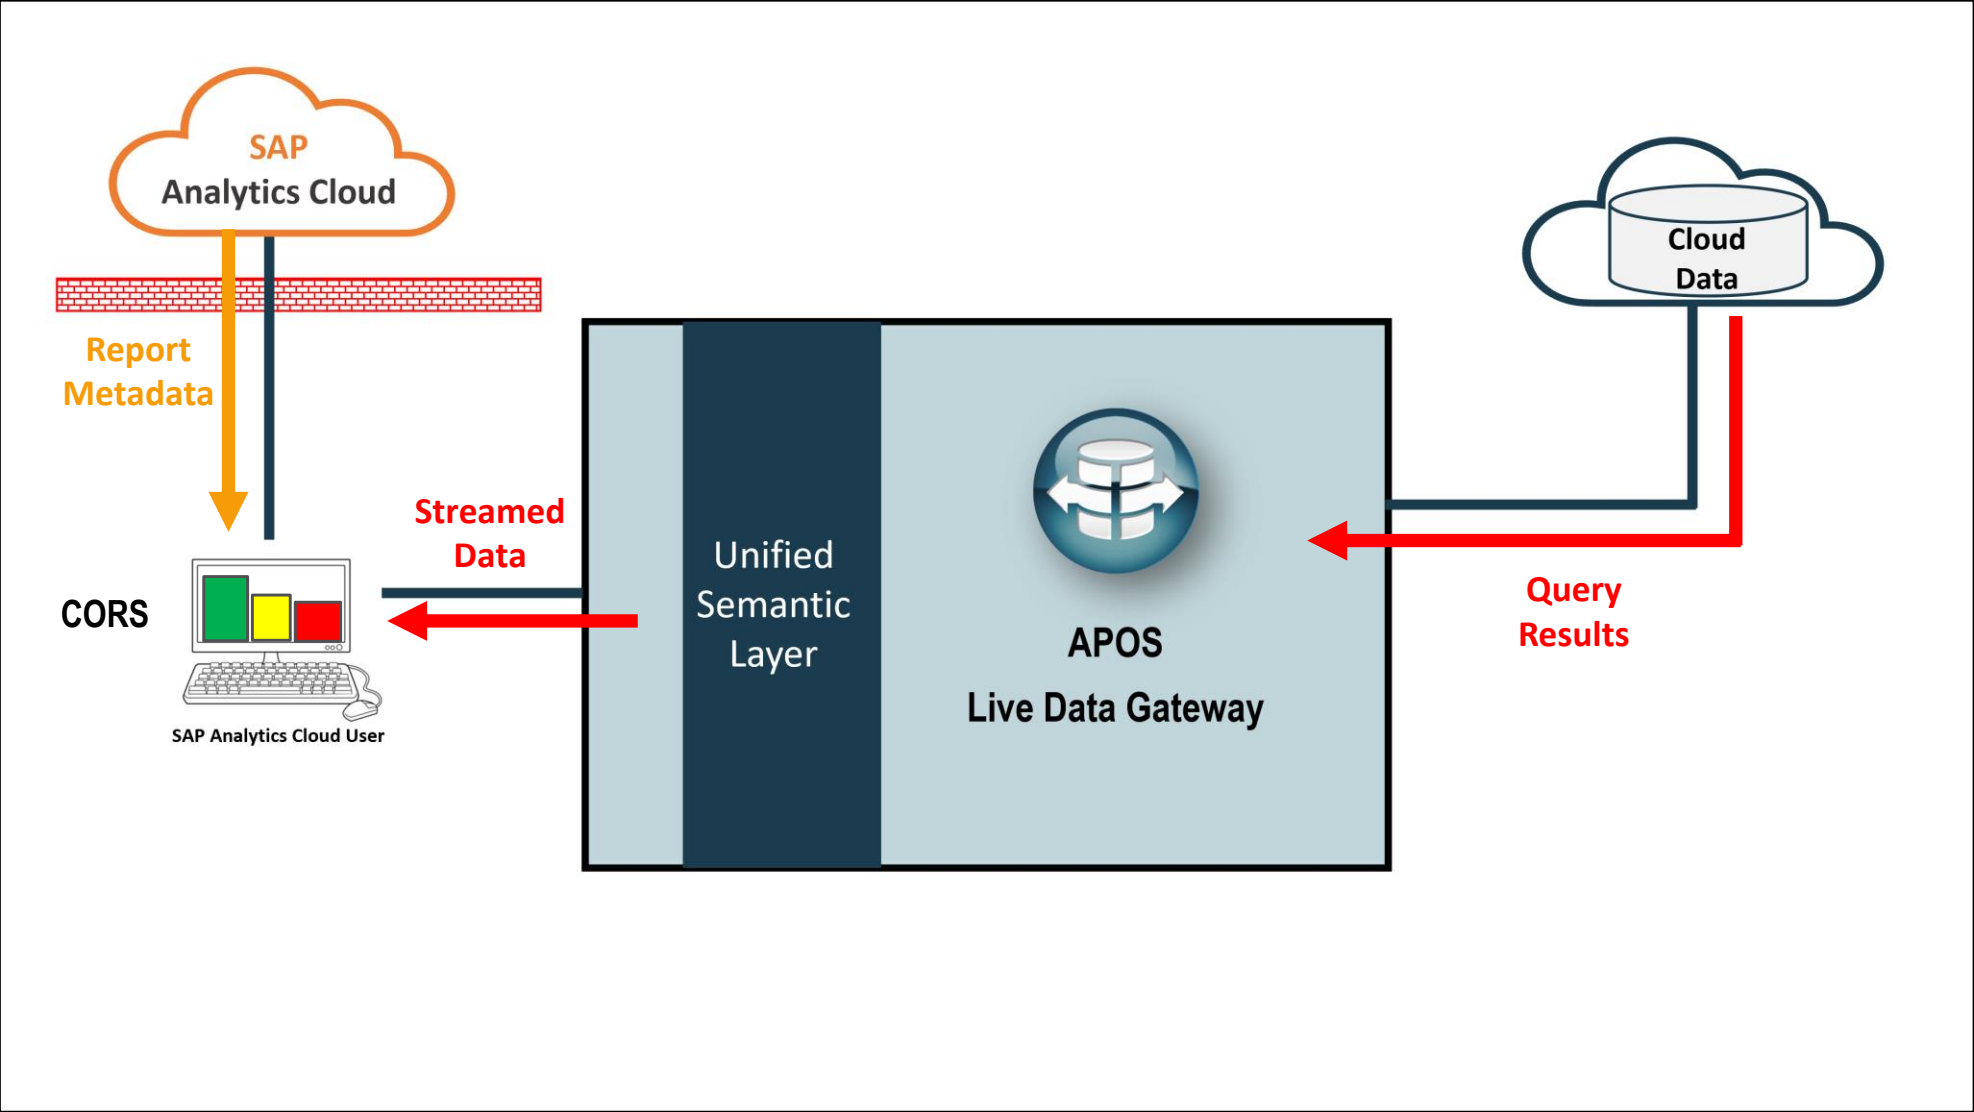 SAP
Analytics Cloud
Report
Metadata
CORS
SAP Analytics Cloud User
Streamed
Data
Unified
Semantic
Layer
APOS
Live Data Gateway
Cloud
Data
Query
Results